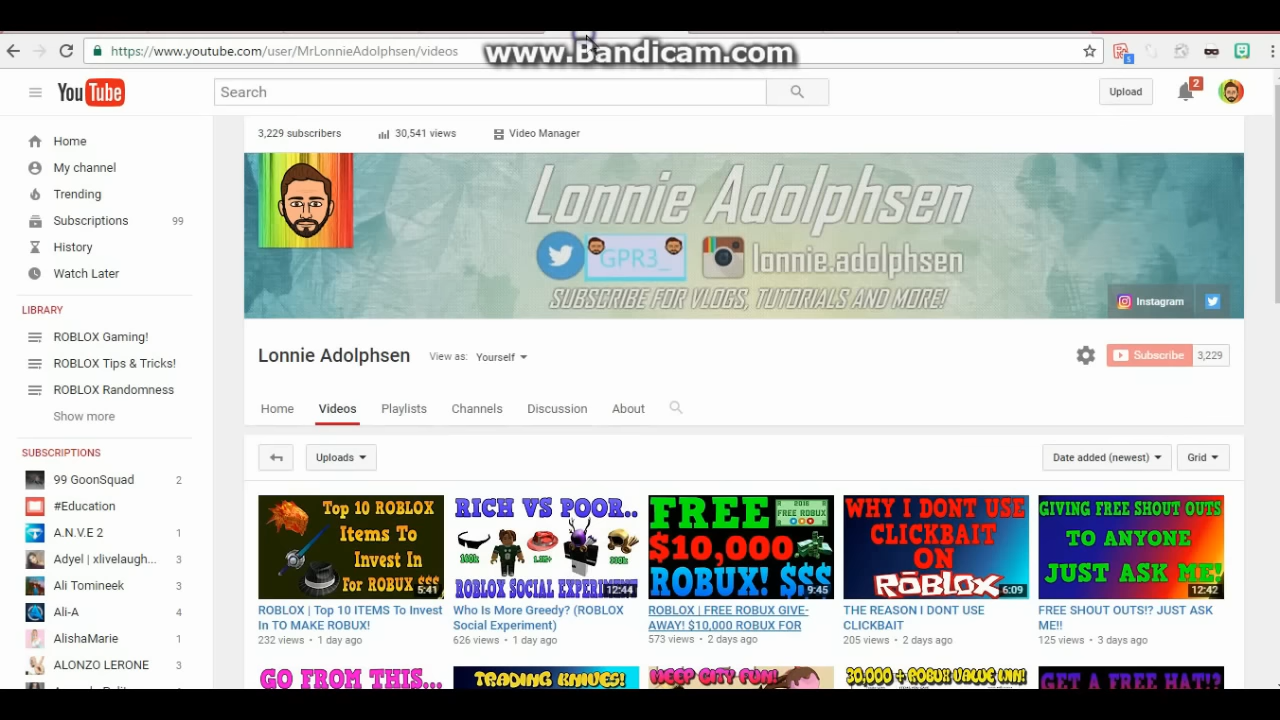 https://www.youtube.com/user/MrLonnieAdolphsen/videos
www.Bandicam.com
5
YouTube
Search
Upload
2
Home
My channel
Trending
Subscriptions 99
History
Watch Later
LIBRARY
ROBLOX Gaming!
ROBLOX Tips & Tricks!
ROBLOX Randomness
Show more
SUBSCRIPTIONS
99 GoonSquad 2
#Education
A.N.V.E 2 1
Adyel | xlivelaugh... 3
Ali Tomineek 3
Ali-A 4
AlishaMarie 1
ALONZO LERONE 3
3,229 subscribers
30,541 views
Video Manager
Lonnie Adolphsen
GPR3_
lonnie.adolphsen
SUBSCRIBE FOR VLOGS, TUTORIALS AND MORE!
Instagram
Lonnie Adolphsen
View as: Yourself
Subscribe 3,229
Home Videos Playlists Channels Discussion About
Uploads
Date added (newest)
Grid
Top 10 ROBLOX
Items To
Invest In
For ROBUX $$$
5:41
ROBLOX | Top 10 ITEMS To Invest
In TO MAKE ROBUX!
232 views • 1 day ago
RICH VS POOR..
ROBLOX SOCIAL EXPERIMENT
12:44
Who Is More Greedy? (ROBLOX
Social Experiment)
626 views • 1 day ago
FREE
2016
FREE ROBUX
$10,000
ROBUX! $$$
9:45
ROBLOX | FREE ROBUX GIVE-
AWAY! $10,000 ROBUX FOR
573 views • 2 days ago
WHY I DONT USE
CLICKBAIT
ON
ROBLOX
6:09
THE REASON I DONT USE
CLICKBAIT
205 views • 2 days ago
GIVING FREE SHOUT OUTS
TO ANYONE
JUST ASK ME!
12:42
FREE SHOUT OUTS!? JUST ASK
ME!!
125 views • 3 days ago
GO FROM THIS...
TRADING KNIVES!
KEEP CITY FUN!
30,000 + ROBUX VALUE INN!
GET A FREE HAT!?